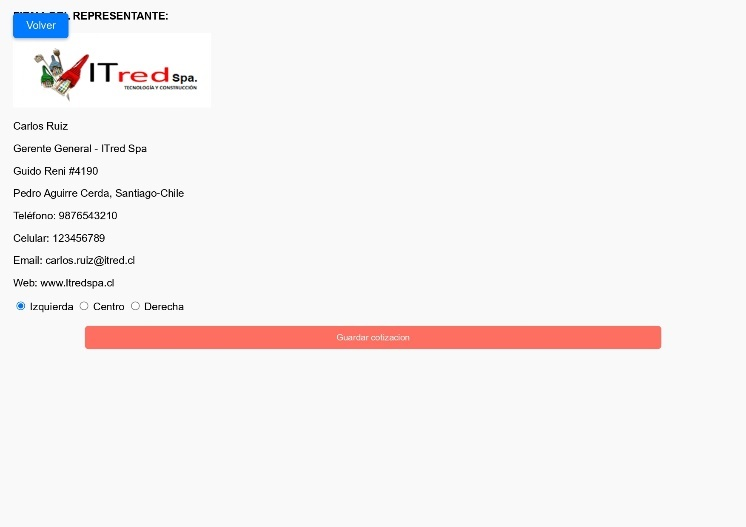 DEL REPRESENTANTE:
Volver
ITred Spa.
TECNOLOGÍA Y CONSTRUCCIÓN
Carlos Ruiz
Gerente General - ITred Spa
Guido Reni #4190
Pedro Aguirre Cerda, Santiago-Chile
Teléfono: 9876543210
Celular: 123456789
Email: carlos.ruiz@itred.cl
Web: www.Itredspa.cl
Izquierda Centro Derecha
Guardar cotizacion